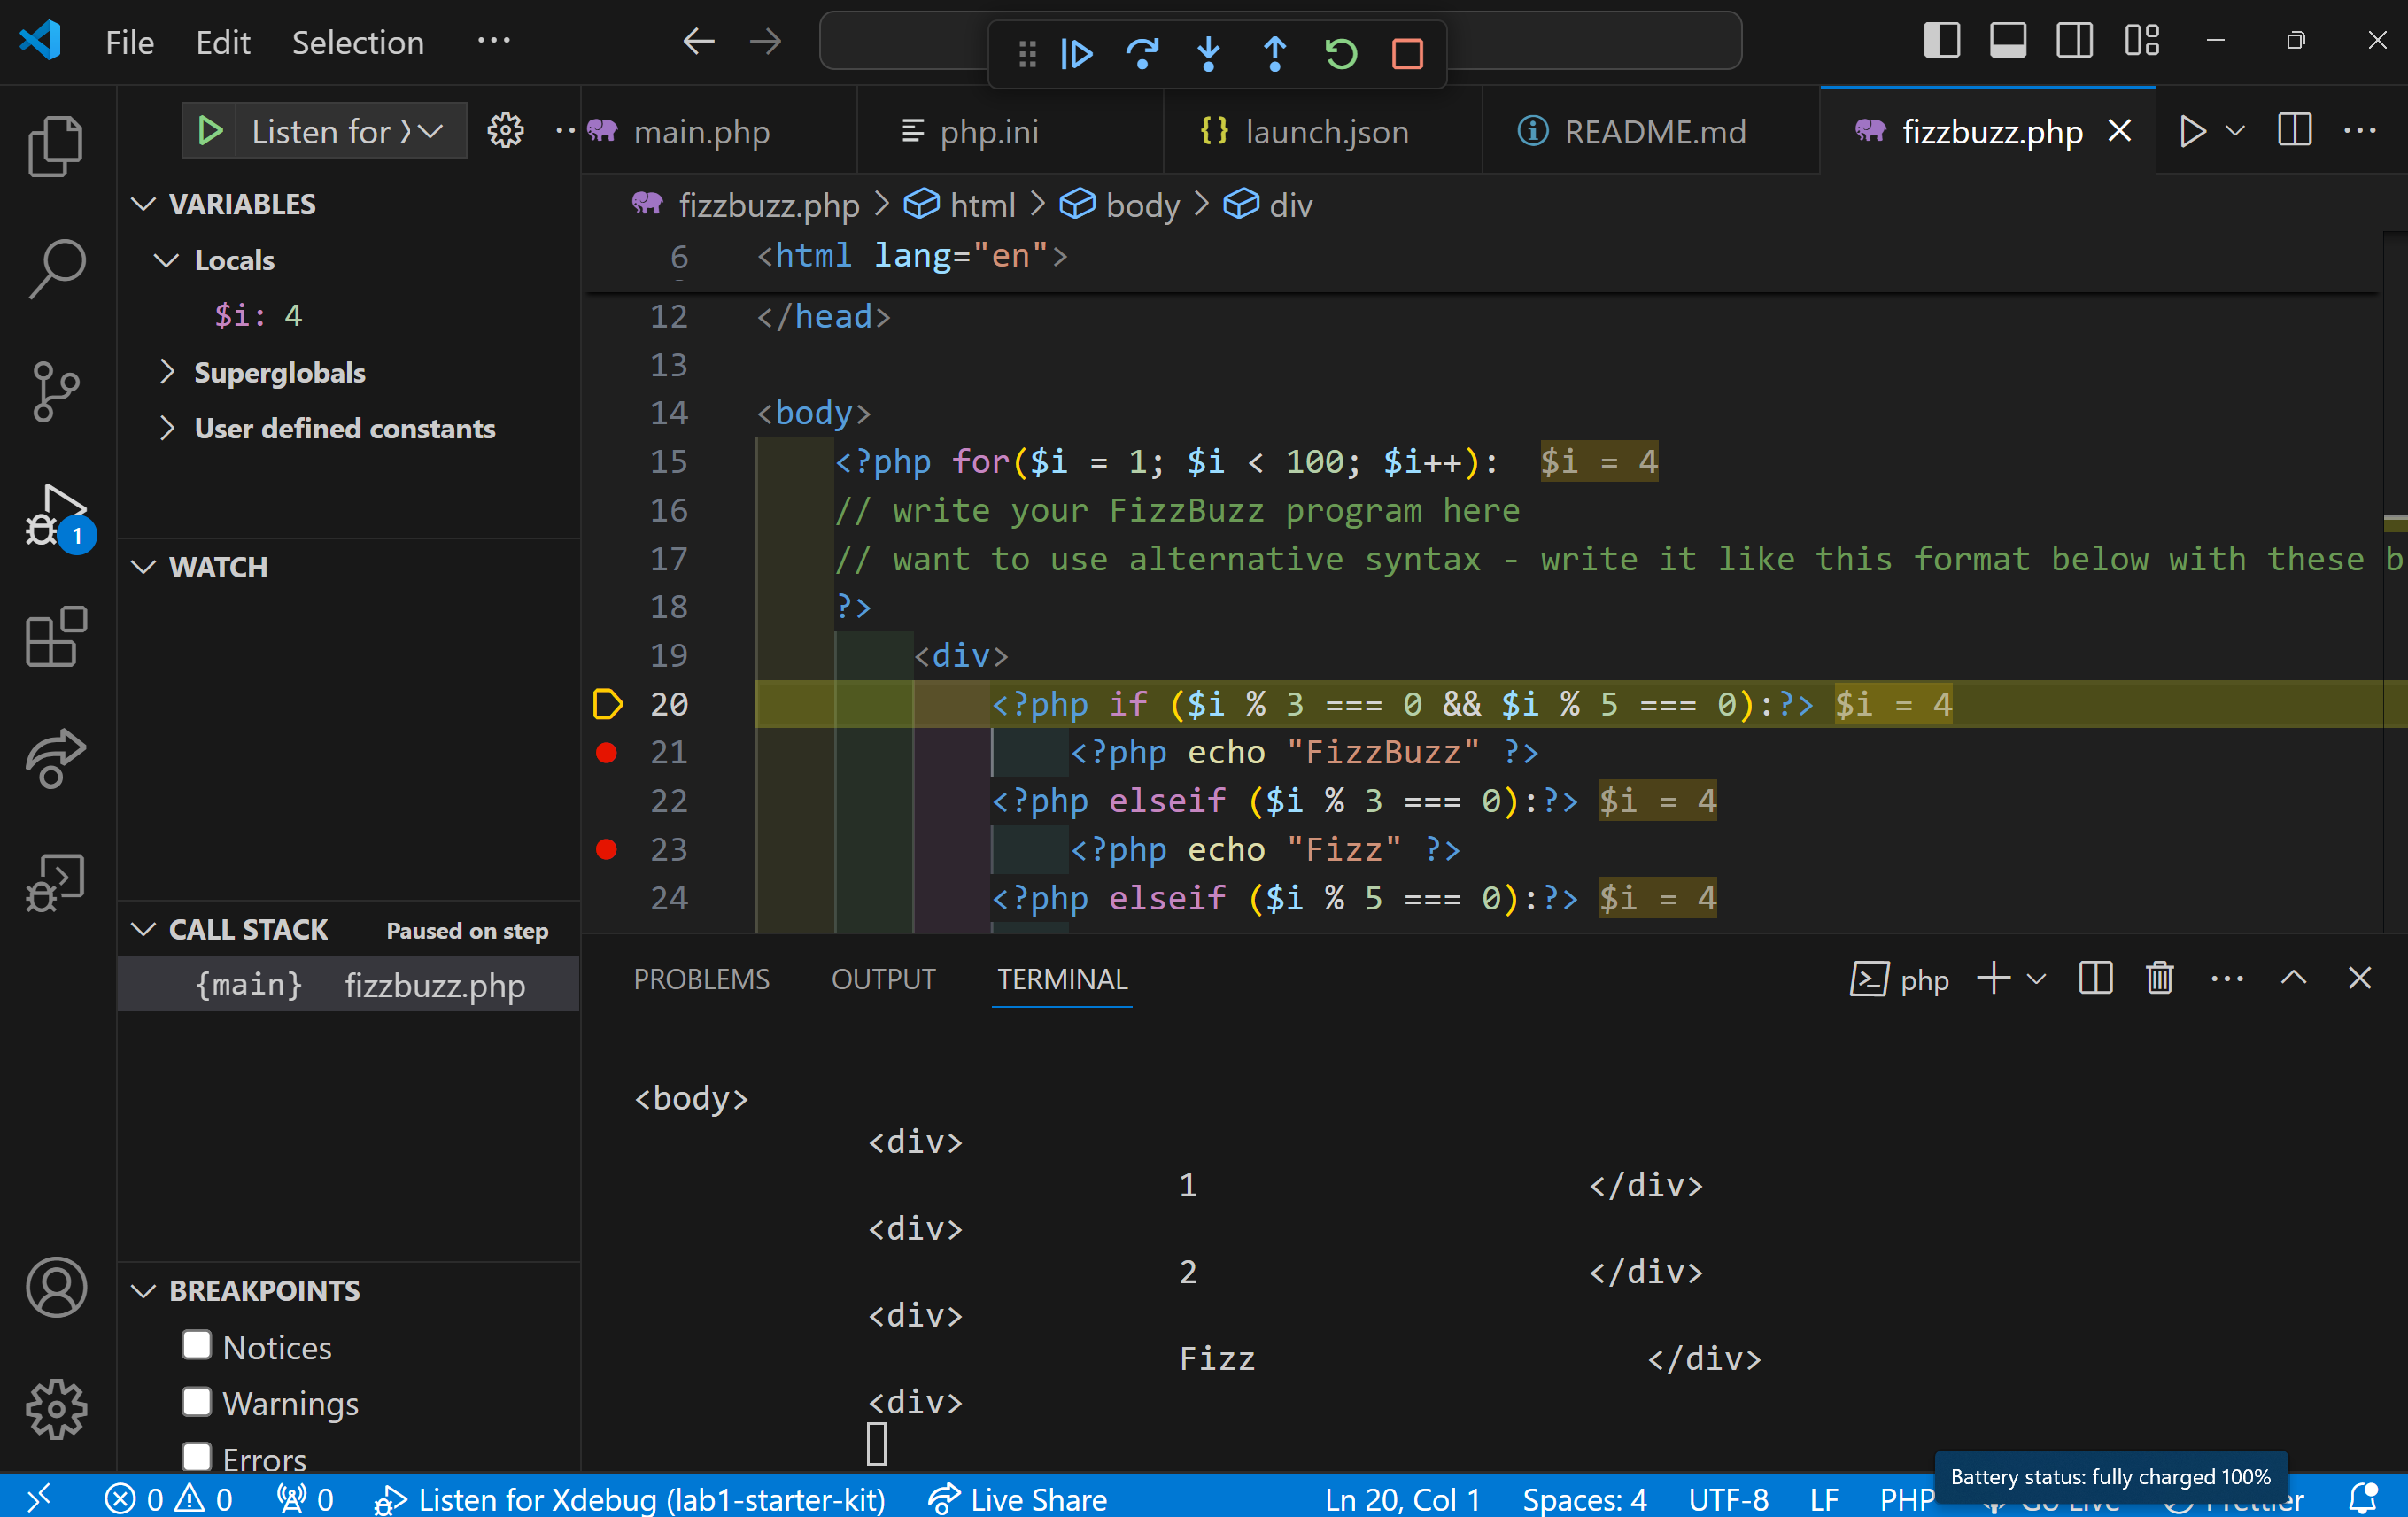 File Edit Selection ···
Listen for X
main.php
php.ini
launch.json
README.md
fizzbuzz.php
VARIABLES
Locals
$i: 4
Superglobals
User defined constants
WATCH
CALL STACK Paused on step
{main} fizzbuzz.php
BREAKPOINTS
Notices
Warnings
Errors
1
fizzbuzz.php > html > body > div
6 <html lang="en">
12 </head>
13
14 <body>
15 <?php for($i = 1; $i < 100; $i++): $i = 4
16 // write your FizzBuzz program here
17 // want to use alternative syntax - write it like this format below with these b
18 ?>
19 <div>
20 <?php if ($i % 3 === 0 && $i % 5 === 0):?> $i = 4
21 <?php echo "FizzBuzz" ?>
22 <?php elseif ($i % 3 === 0):?> $i = 4
23 <?php echo "Fizz" ?>
24 <?php elseif ($i % 5 === 0):?> $i = 4
PROBLEMS OUTPUT TERMINAL
php
<body>
<div>
1 </div>
<div>
2 </div>
<div>
Fizz </div>
<div>
Battery status: fully charged 100%
0 0 0 Listen for Xdebug (lab1-starter-kit) Live Share Ln 20, Col 1 Spaces: 4 UTF-8 LF PHP Go Live Prettier